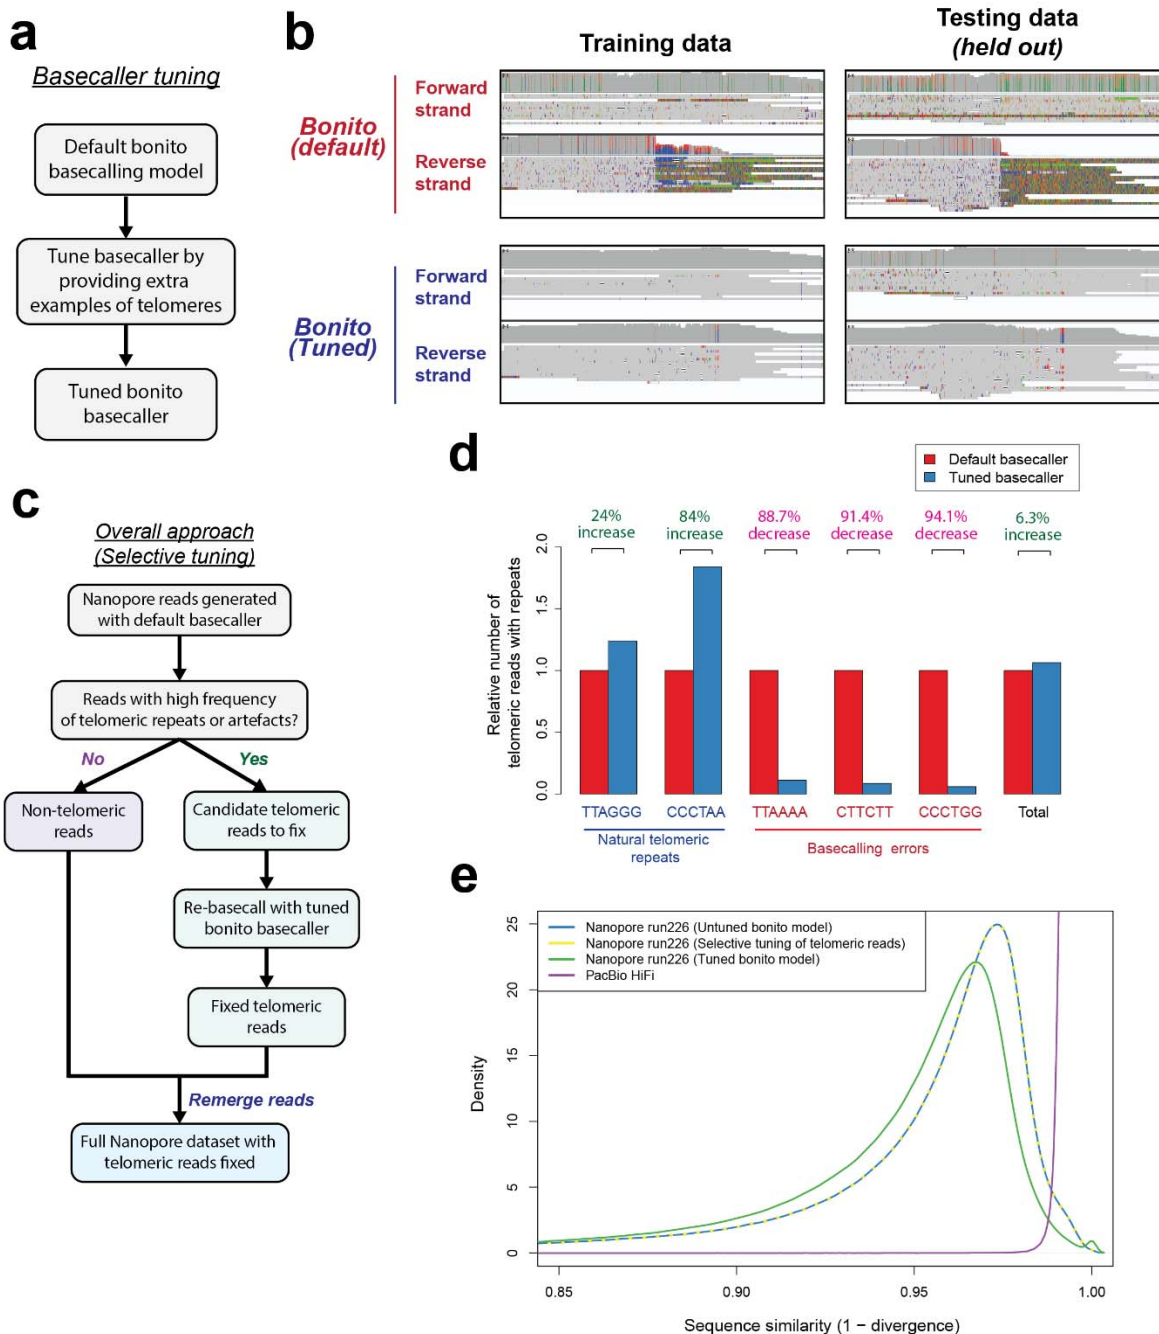 a
Basecaller tuning
Default bonito
basecalling model
Tune basecaller by
providing extra
examples of telomeres
Tuned bonito
basecaller
b
Training data
Testing data
(held out)
Bonito
(default)
Forward
strand
Reverse
strand
Bonito
(Tuned)
Forward
strand
Reverse
strand
c
Overall approach
(Selective tuning)
Nanopore reads generated
with default basecaller
Reads with high frequency
of telomeric repeats or artefacts?
No
Yes
Non-telomeric
reads
Candidate telomeric
reads to fix
Re-basecall with tuned
bonito basecaller
Fixed telomeric
reads
Remerge reads
Full Nanopore dataset with
telomeric reads fixed
d
Default basecaller
Tuned basecaller
24%
increase
84%
increase
88.7%
decrease
91.4%
decrease
94.1%
decrease
6.3%
increase
Relative number of
telomeric reads with repeats
2.0
1.5
1.0
0.5
0.0
TTAGGG
CCCTAA
TTAAAA
CTTCTT
CCCTGG
Total
Natural telomeric
repeats
Basecalling errors
e
Nanopore run226 (Untuned bonito model)
Nanopore run226 (Selective tuning of telomeric reads)
Nanopore run226 (Tuned bonito model)
PacBio HiFi
Density
25
20
15
10
5
0
0.85
0.90
0.95
1.00
Sequence similarity (1 − divergence)